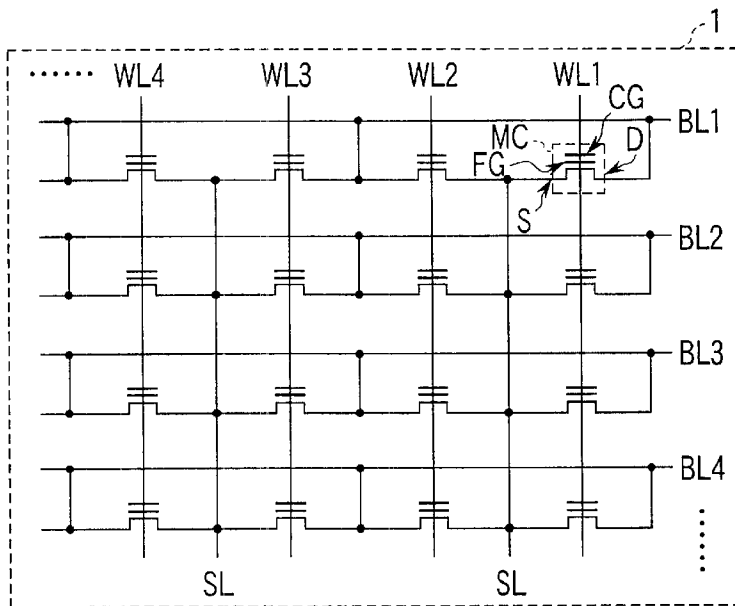 1
...... WL4 WL3 WL2 WL1
CG
BL1
MC
D
FG
S
BL2
BL3
BL4
SL SL